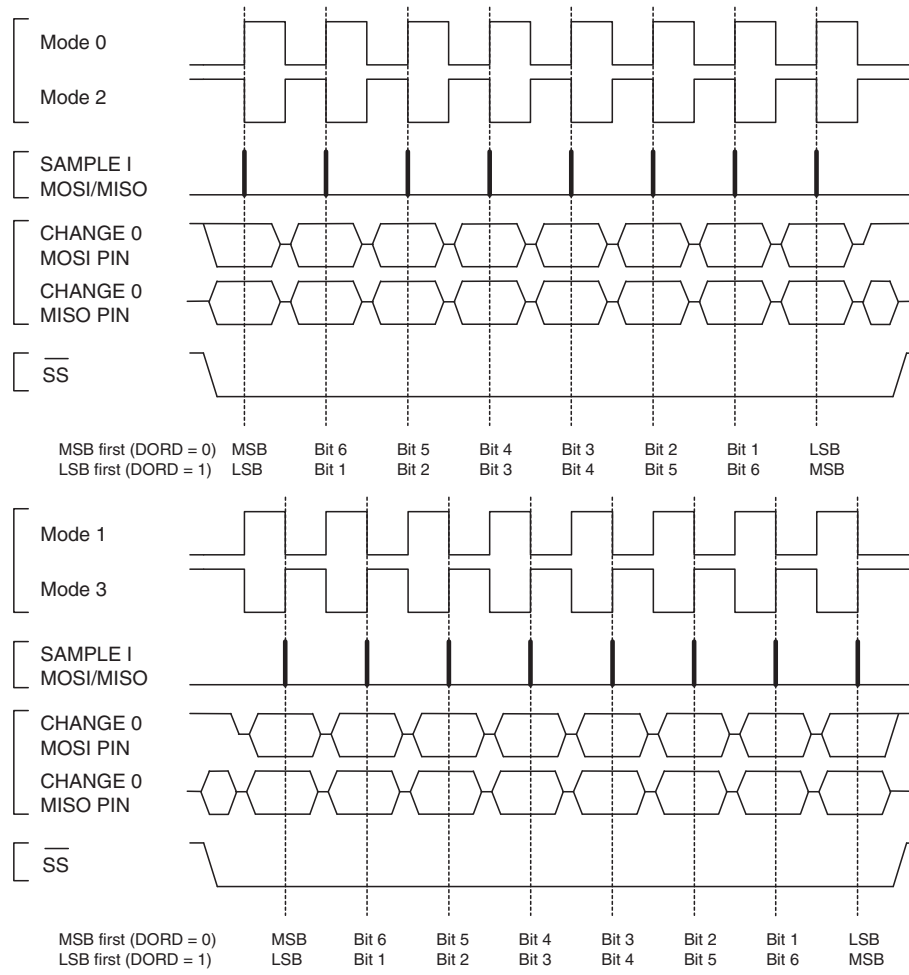 Mode 0
Mode 2
SAMPLE I
MOSI/MISO
CHANGE 0
MOSI PIN
CHANGE 0
MISO PIN
SS
MSB first (DORD = 0) MSB Bit 6 Bit 5 Bit 4 Bit 3 Bit 2 Bit 1 LSB
LSB first (DORD = 1) LSB Bit 1 Bit 2 Bit 3 Bit 4 Bit 5 Bit 6 MSB
Mode 1
Mode 3
SAMPLE I
MOSI/MISO
CHANGE 0
MOSI PIN
CHANGE 0
MISO PIN
SS
MSB first (DORD = 0) MSB Bit 6 Bit 5 Bit 4 Bit 3 Bit 2 Bit 1 LSB
LSB first (DORD = 1) LSB Bit 1 Bit 2 Bit 3 Bit 4 Bit 5 Bit 6 MSB